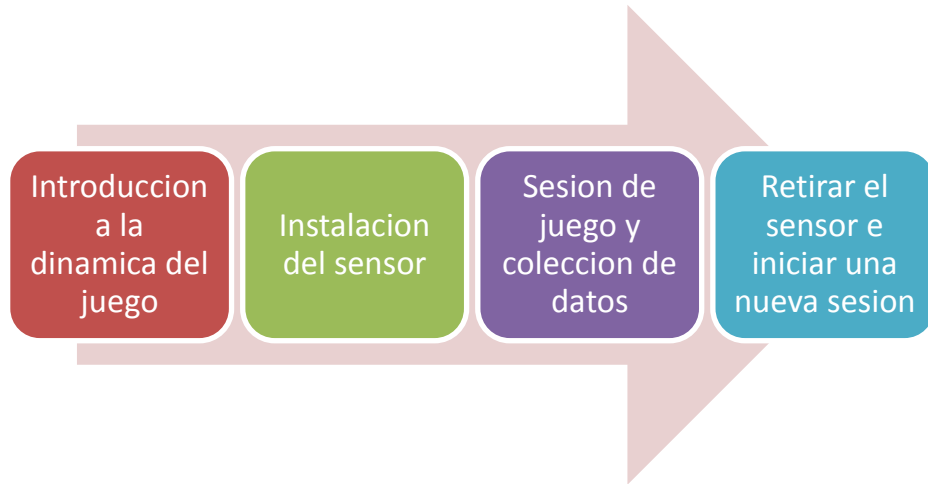 Introduccion
a la
dinamica del
juego
Instalacion
del sensor
Sesion de
juego y
coleccion de
datos
Retirar el
sensor e
iniciar una
nueva sesion